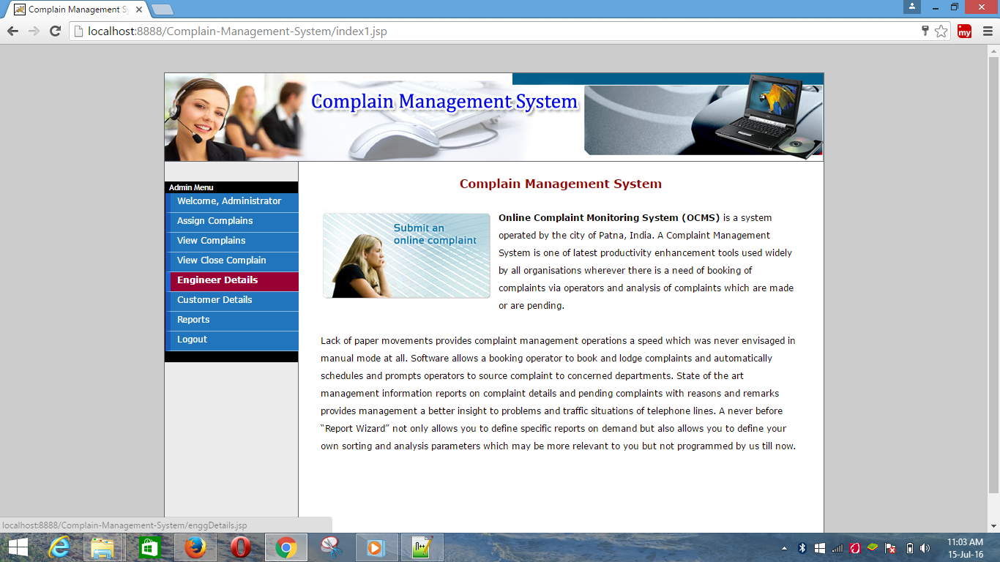 Complain Management Sy
localhost:8888/Complain-Management-System/index1.jsp
my
Complain Management System
Admin Menu
Welcome, Administrator
Assign Complains
View Complains
View Close Complain
Engineer Details
Customer Details
Reports
Logout
Complain Management System
Submit an
online complaint
Online Complaint Monitoring System (OCMS) is a system
operated by the city of Patna, India. A Complaint Management
System is one of latest productivity enhancement tools used widely
by all organisations wherever there is a need of booking of
complaints via operators and analysis of complaints which are made
or are pending.
Lack of paper movements provides complaint management operations a speed which was never envisaged in
manual mode at all. Software allows a booking operator to book and lodge complaints and automatically
schedules and prompts operators to source complaint to concerned departments. State of the art
management information reports on complaint details and pending complaints with reasons and remarks
provides management a better insight to problems and traffic situations of telephone lines. A never before
“Report Wizard” not only allows you to define specific reports on demand but also allows you to define your
own sorting and analysis parameters which may be more relevant to you but not programmed by us till now.
localhost:8888/Complain-Management-System/enggDetails.jsp
11:03 AM
15-Jul-16